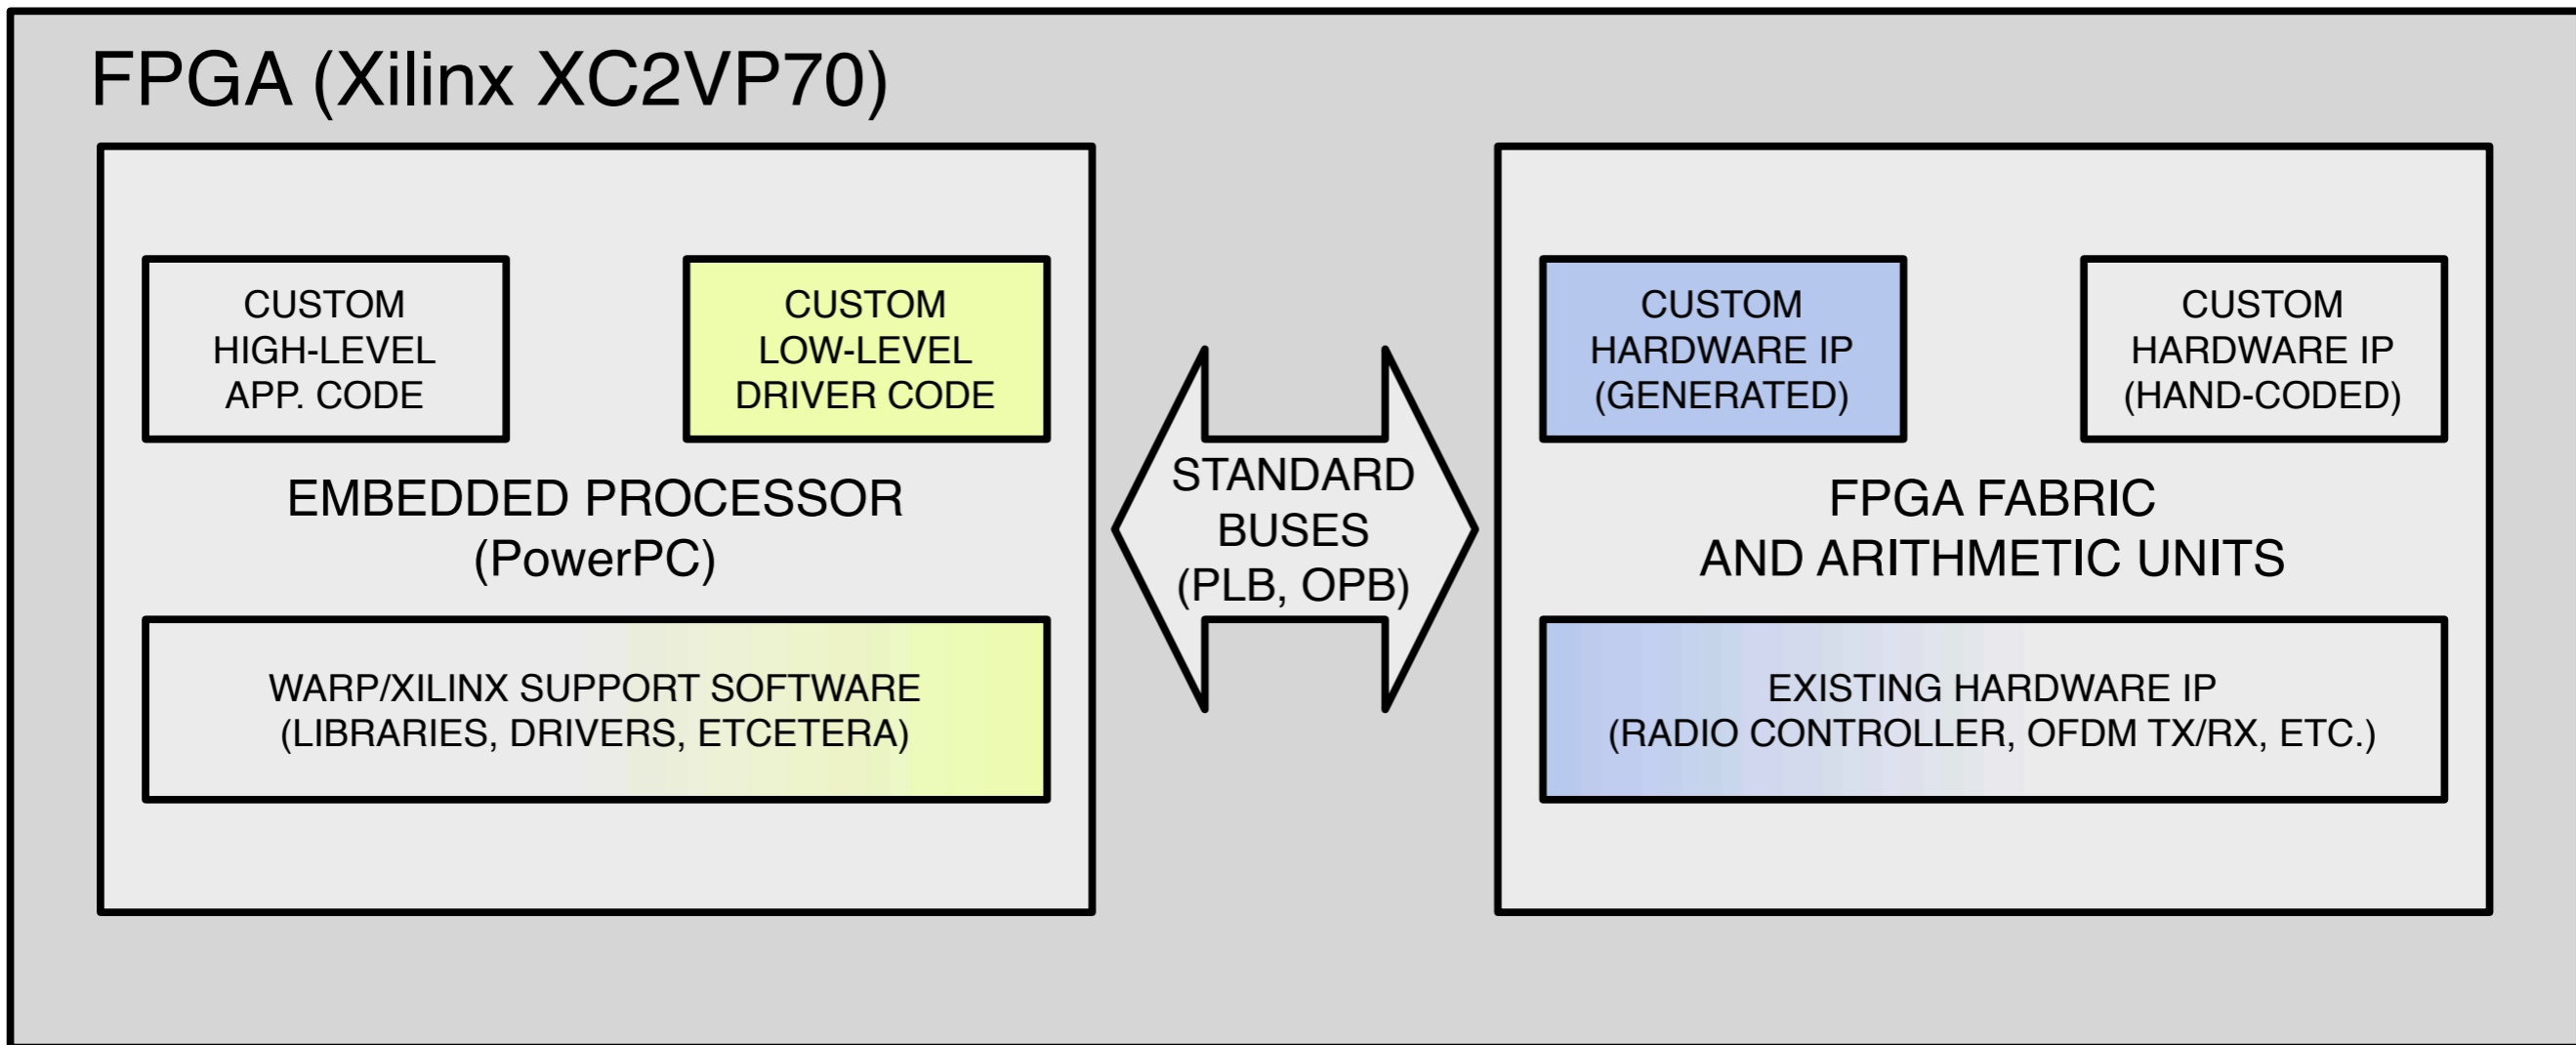 FPGA (Xilinx XC2VP70)
CUSTOM
HIGH-LEVEL
APP. CODE
CUSTOM
LOW-LEVEL
DRIVER CODE
EMBEDDED PROCESSOR
(PowerPC)
WARP/XILINX SUPPORT SOFTWARE
(LIBRARIES, DRIVERS, ETCETERA)
STANDARD
BUSES
(PLB, OPB)
CUSTOM
HARDWARE IP
(GENERATED)
CUSTOM
HARDWARE IP
(HAND-CODED)
FPGA FABRIC
AND ARITHMETIC UNITS
EXISTING HARDWARE IP
(RADIO CONTROLLER, OFDM TX/RX, ETC.)